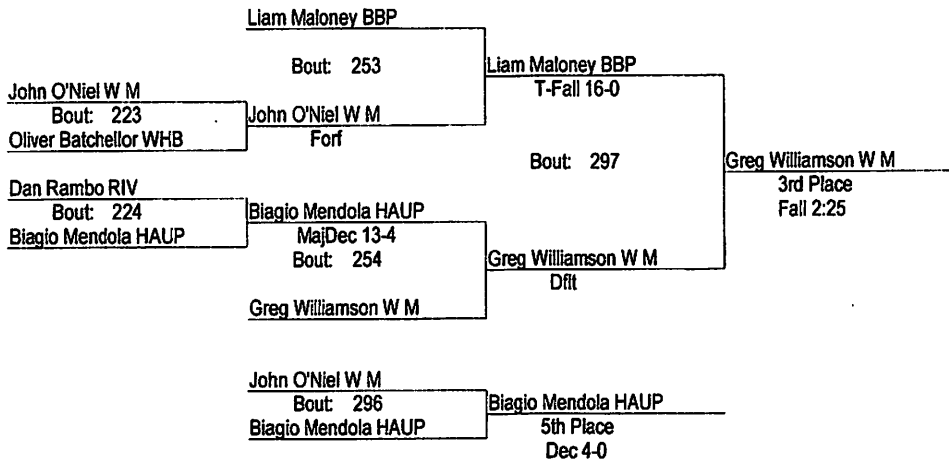 Liam Maloney BBP
Bout: 253
Liam Maloney BBP
T-Fall 16-0
John O'Niel W M
Bout: 223
Oliver Batchellor WHB
John O'Niel W M
Forf
Bout: 297
Greg Williamson W M
3rd Place
Fall 2:25
Dan Rambo RIV
Bout: 224
Biagio Mendola HAUP
Biagio Mendola HAUP
MajDec 13-4
Bout: 254
Greg Williamson W M
Dflt
Greg Williamson W M
John O'Niel W M
Bout: 296
Biagio Mendola HAUP
Biagio Mendola HAUP
5th Place
Dec 4-0